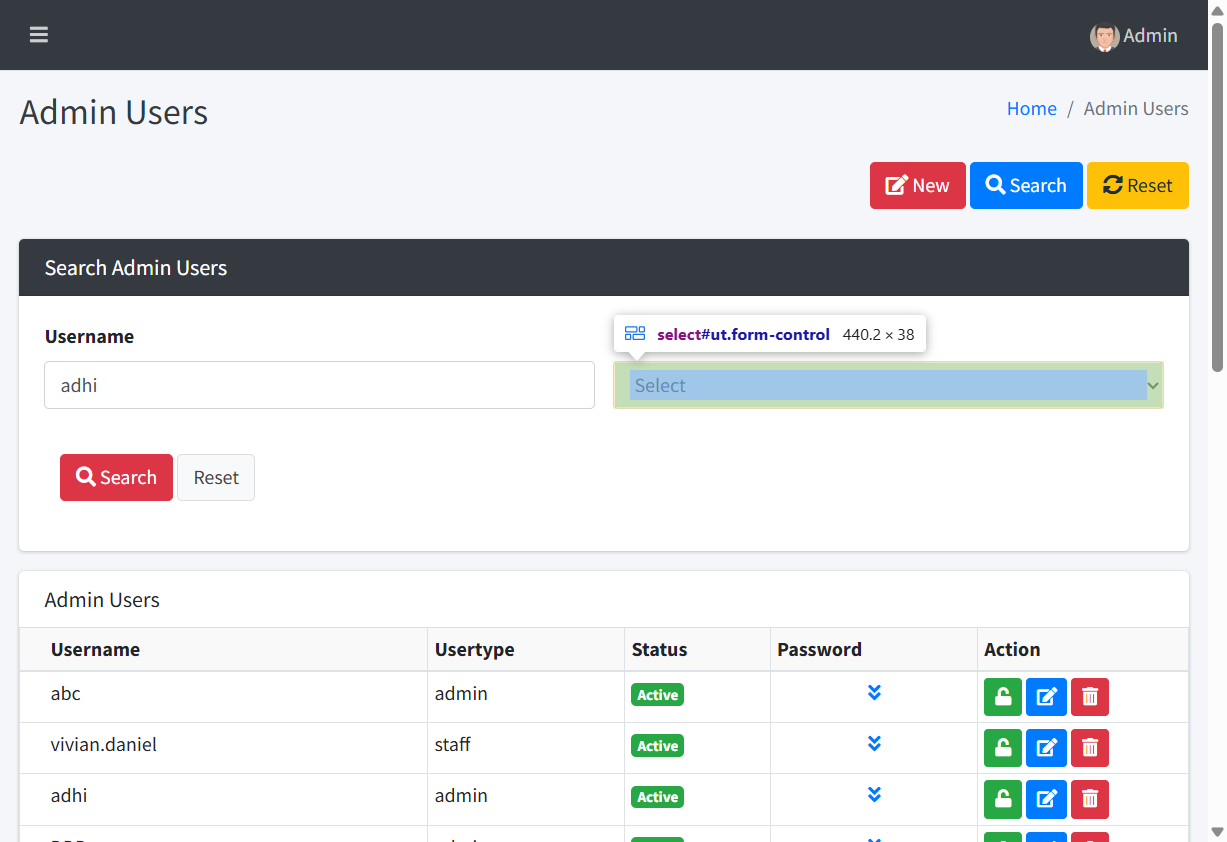 Admin
Admin Users
Home / Admin Users
New Search Reset
Search Admin Users
Username
select#ut.form-control 440.2 × 38
adhi
Select
Search Reset
Admin Users
Username Usertype Status Password Action
abc admin Active
vivian.daniel staff Active
adhi admin Active